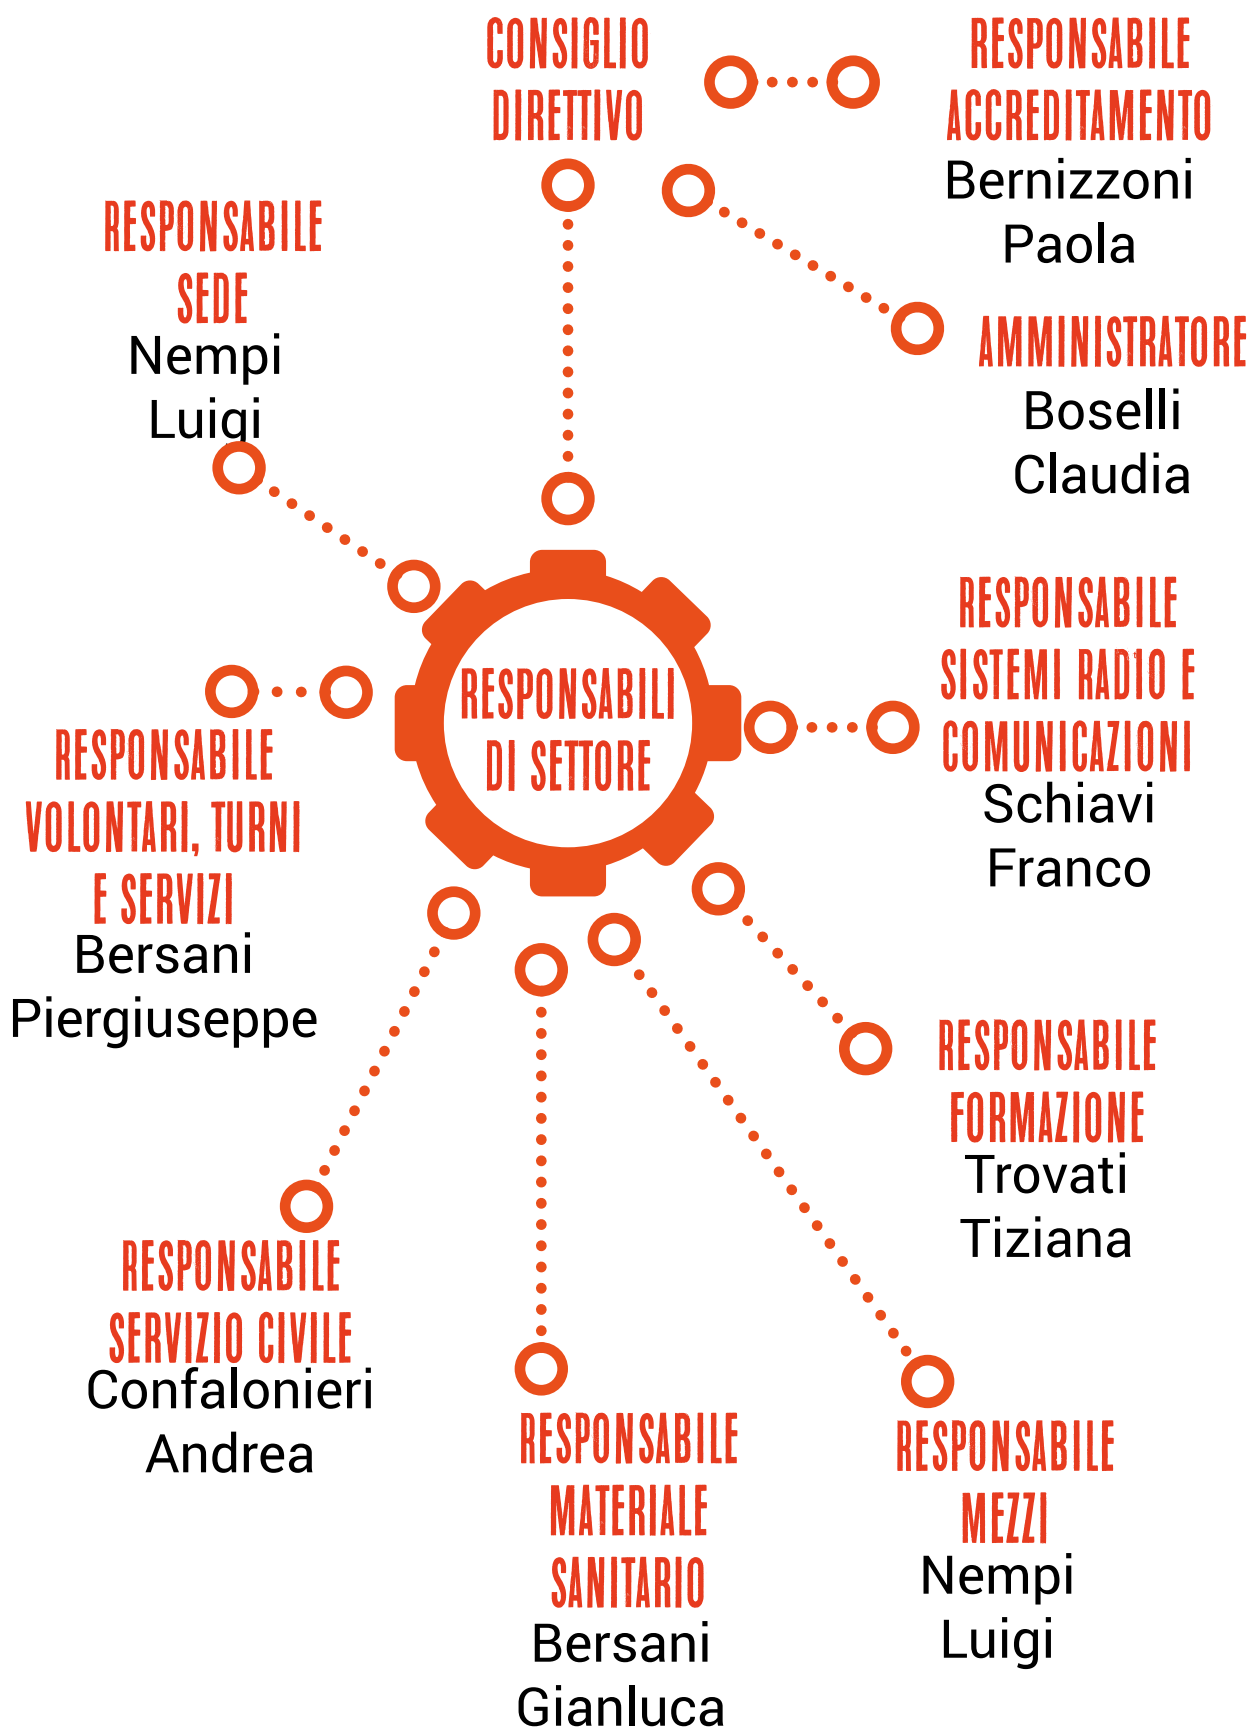 CONSIGLIO
DIRETTIVO
RESPONSABILE
ACCREDITAMENTO
Bernizzoni
Paola
RESPONSABILE
SEDE
Nempi
Luigi
AMMINISTRATORE
Boselli
Claudia
RESPONSABILI
DI SETTORE
RESPONSABILE
SISTEMI RADIO E
COMUNICAZIONI
Schiavi
Franco
RESPONSABILE
VOLONTARI, TURNI
E SERVIZI
Bersani
Piergiuseppe
RESPONSABILE
FORMAZIONE
Trovati
Tiziana
RESPONSABILE
SERVIZIO CIVILE
Confalonieri
Andrea
RESPONSABILE
MATERIALE
SANITARIO
Bersani
Gianluca
RESPONSABILE
MEZZI
Nempi
Luigi